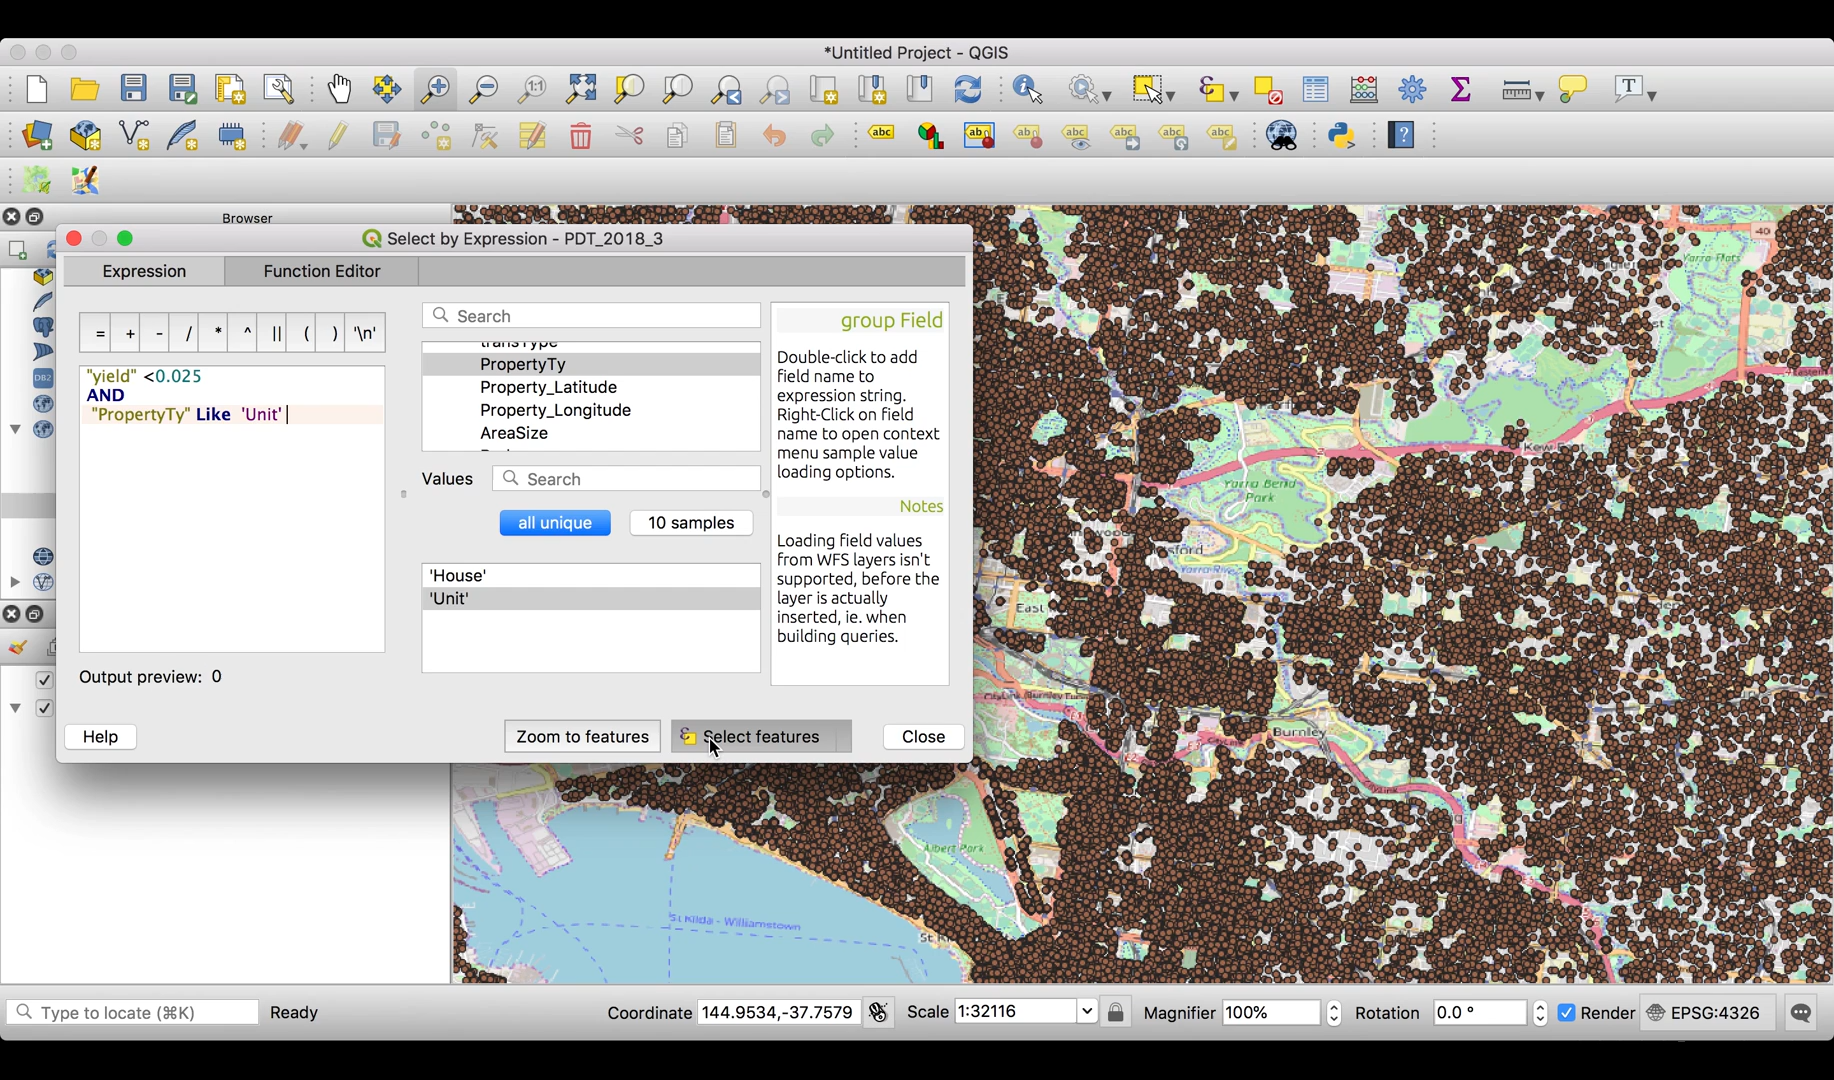 *Untitled Project - QGIS
Browser
Select by Expression - PDT_2018_3
Expression
Function Editor
= + - / * ^ || ( ) '\n'
"yield" <0.025
AND
"PropertyTy" Like 'Unit'
Output preview: 0
Search
transType
PropertyTy
Property_Latitude
Property_Longitude
AreaSize
Values
Search
all unique
10 samples
'House'
'Unit'
group Field
Double-click to add
field name to
expression string.
Right-Click on field
name to open context
menu sample value
loading options.
Notes
Loading field values
from WFS layers isn't
supported, before the
layer is actually
inserted, ie. when
building queries.
Help
Zoom to features
Select features
Close
Yarra Flats
Yarra Bend
Park
Burnley
Albert Park
St Kilda - Williamstown
Type to locate (⌘K)
Ready
Coordinate 144.9534,-37.7579
Scale 1:32116
Magnifier 100%
Rotation 0.0 °
Render
EPSG:4326